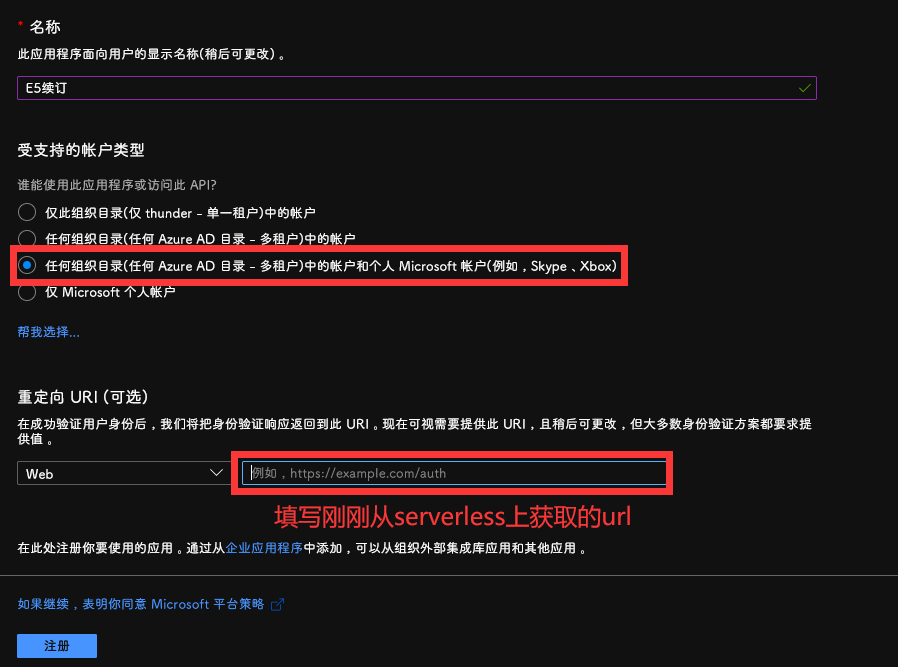 * 名称
此应用程序面向用户的显示名称(稍后可更改)。
E5续订
受支持的帐户类型
谁能使用此应用程序或访问此 API?
仅此组织目录(仅 thunder - 单一租户)中的帐户
任何组织目录(任何 Azure AD 目录 - 多租户)中的帐户
任何组织目录(任何 Azure AD 目录 - 多租户)中的帐户和个人 Microsoft 帐户(例如，Skype、Xbox)
仅 Microsoft 个人帐户
帮我选择...
重定向 URI (可选)
在成功验证用户身份后，我们将把身份验证响应返回到此 URI。现在可视需要提供此 URI，且稍后可更改，但大多数身份验证方案都要求提
供值。
Web
例如，https://example.com/auth
填写刚刚从serverless上获取的url
在此处注册你要使用的应用。通过从企业应用程序中添加，可以从组织外部集成库应用和其他应用。
如果继续，表明你同意 Microsoft 平台策略
注册